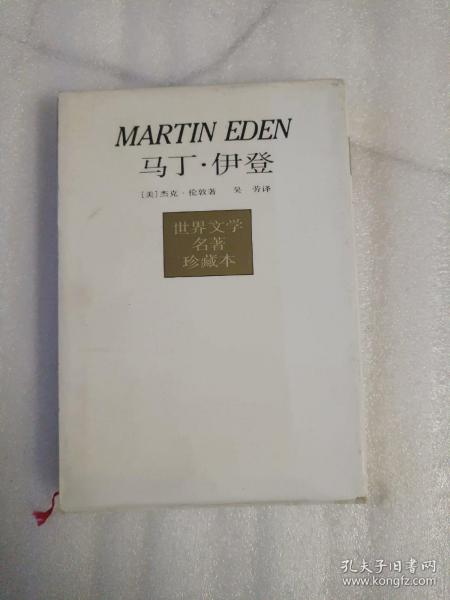 MARTIN EDEN
马丁·伊登
[美]杰克·伦敦著 吴 劳译
世界文学
名著
珍藏本
孔夫子旧书网
www.kongfz.com